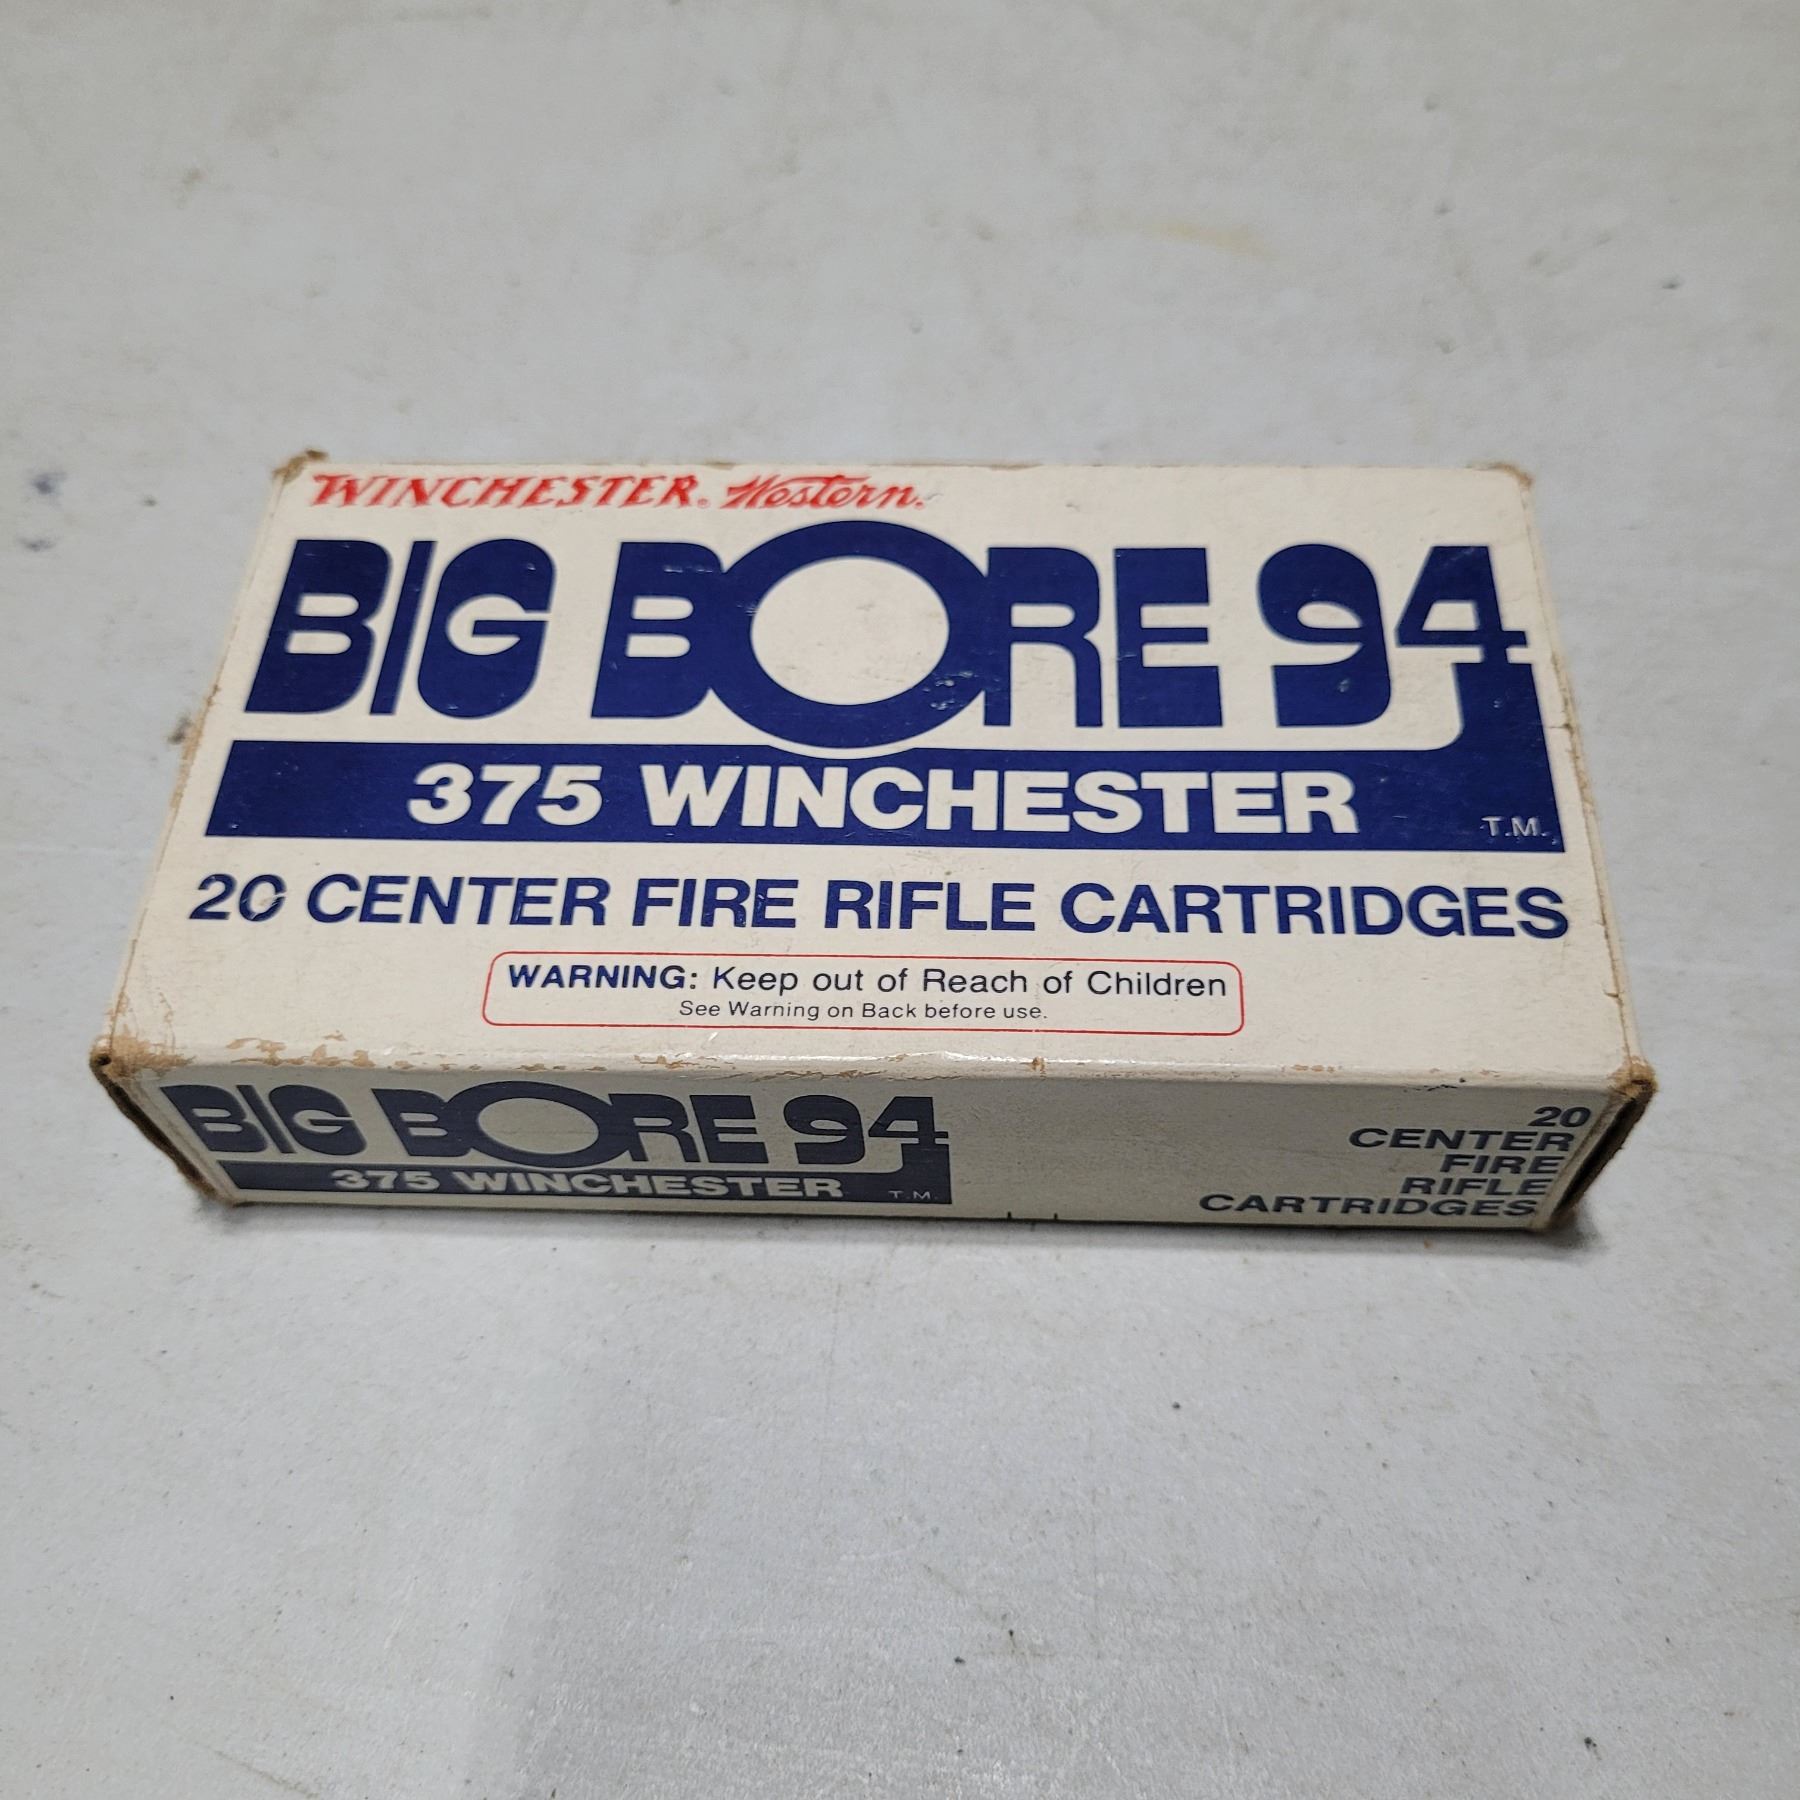 WINCHESTER® Western.
BIG BORE 94
375 WINCHESTER T.M.
20 CENTER FIRE RIFLE CARTRIDGES
WARNING: Keep out of Reach of Children
See Warning on Back before use.
BIG BORE 94
375 WINCHESTER T.M.
20
CENTER
FIRE
RIFLE
CARTRIDGES